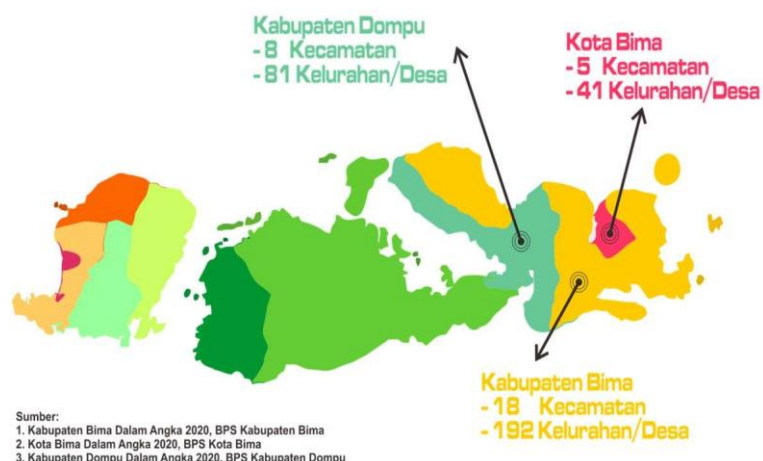 Kabupaten Dompu
- 8 Kecamatan
- 81 Kelurahan/Desa
Kota Bima
- 5 Kecamatan
- 41 Kelurahan/Desa
Kabupaten Bima
- 18 Kecamatan
- 192 Kelurahan/Desa
Sumber:
1. Kabupaten Bima Dalam Angka 2020, BPS Kabupaten Bima
2. Kota Bima Dalam Angka 2020, BPS Kota Bima
3. Kabupaten Dompu Dalam Angka 2020, BPS Kabupaten Dompu